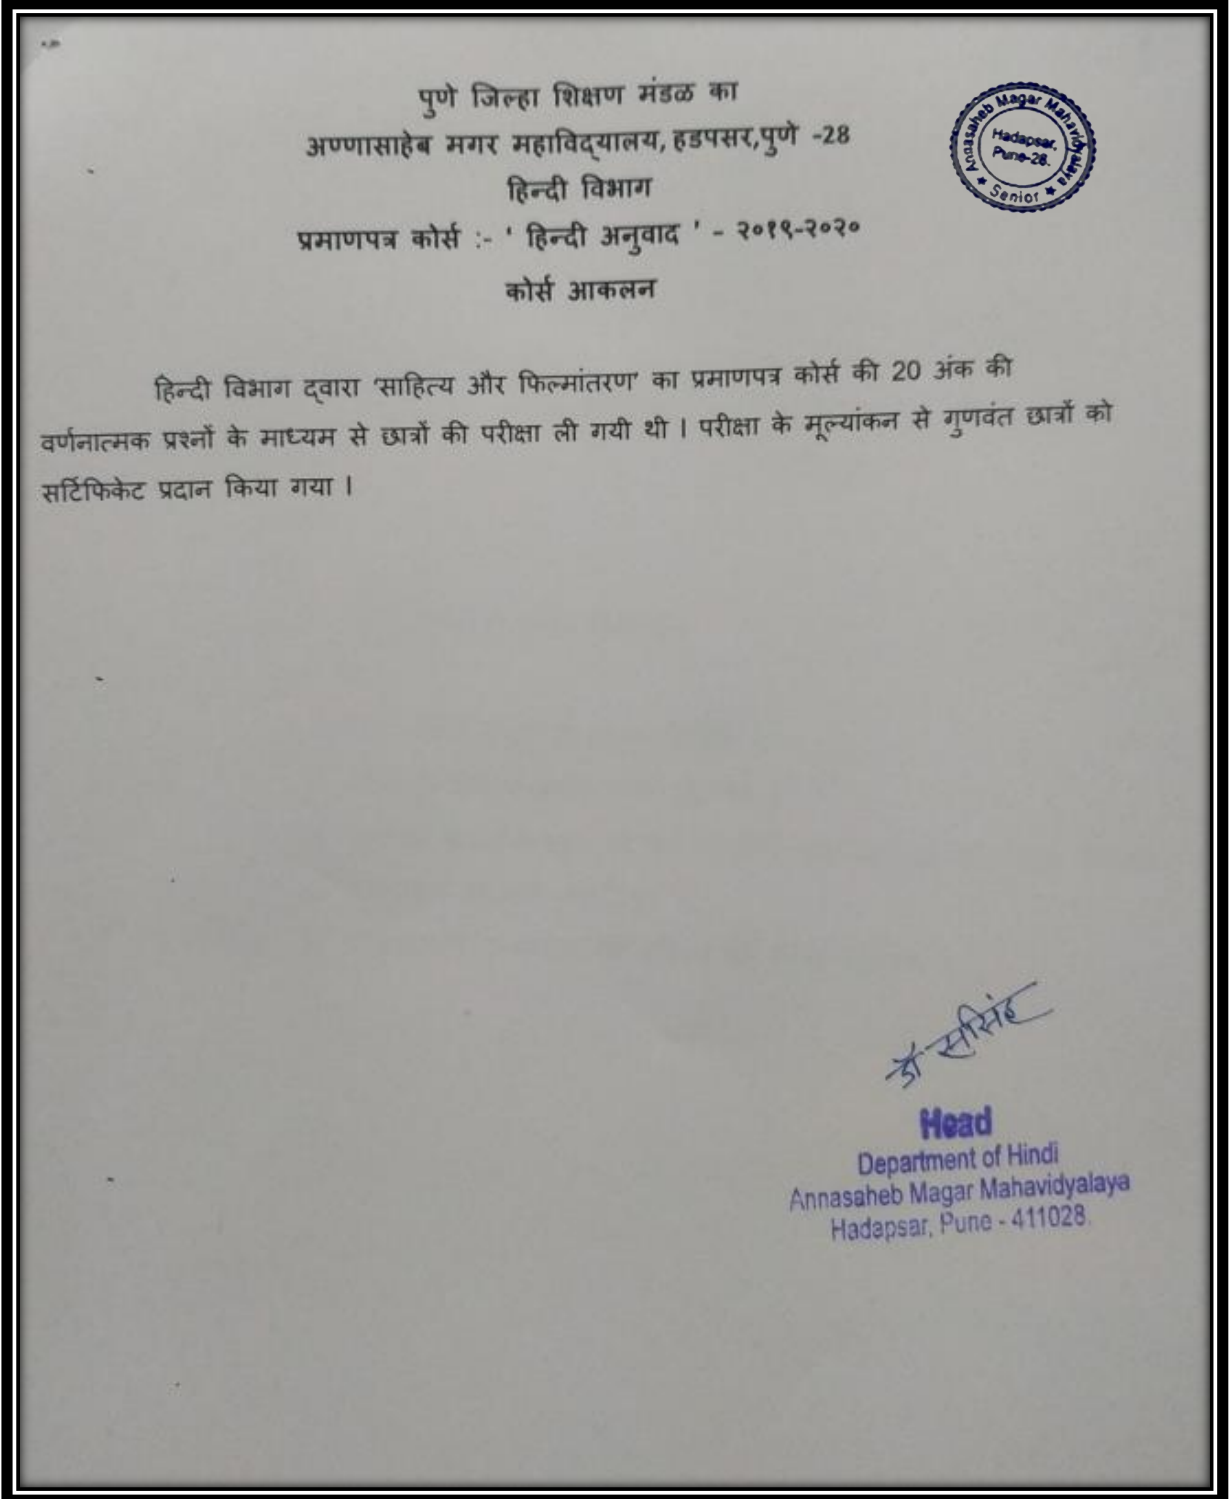 पुणे जिल्हा शिक्षण मंडळ का
अण्णासाहेब मगर महाविद्यालय, हडपसर,पुणे -28
हिन्दी विभाग
प्रमाणपत्र कोर्स :- ' हिन्दी अनुवाद ' - २०१९-२०२०
कोर्स आकलन
Annasaheb Magar Mahavidyalaya
Hadapsar,
Pune-28.
★ Senior ★
हिन्दी विभाग द्वारा 'साहित्य और फिल्मांतरण' का प्रमाणपत्र कोर्स की 20 अंक की
वर्णनात्मक प्रश्नों के माध्यम से छात्रों की परीक्षा ली गयी थी । परीक्षा के मूल्यांकन से गुणवंत छात्रों को
सर्टिफिकेट प्रदान किया गया ।
Head
Department of Hindi
Annasaheb Magar Mahavidyalaya
Hadapsar, Pune - 411028.